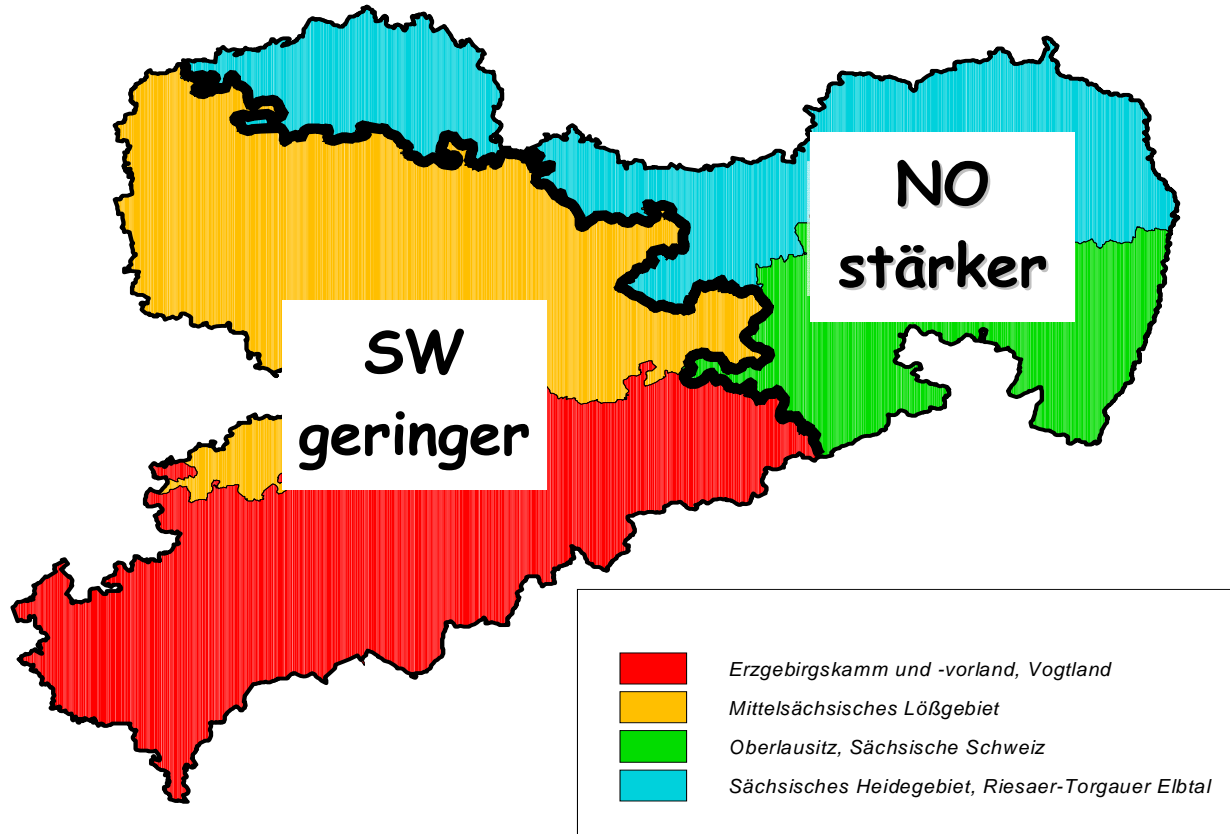 NO
stärker
SW
geringer
Erzgebirgskamm und -vorland, Vogtland
Mittelsächsisches Lößgebiet
Oberlausitz, Sächsische Schweiz
Sächsisches Heidegebiet, Riesaer-Torgauer Elbtal